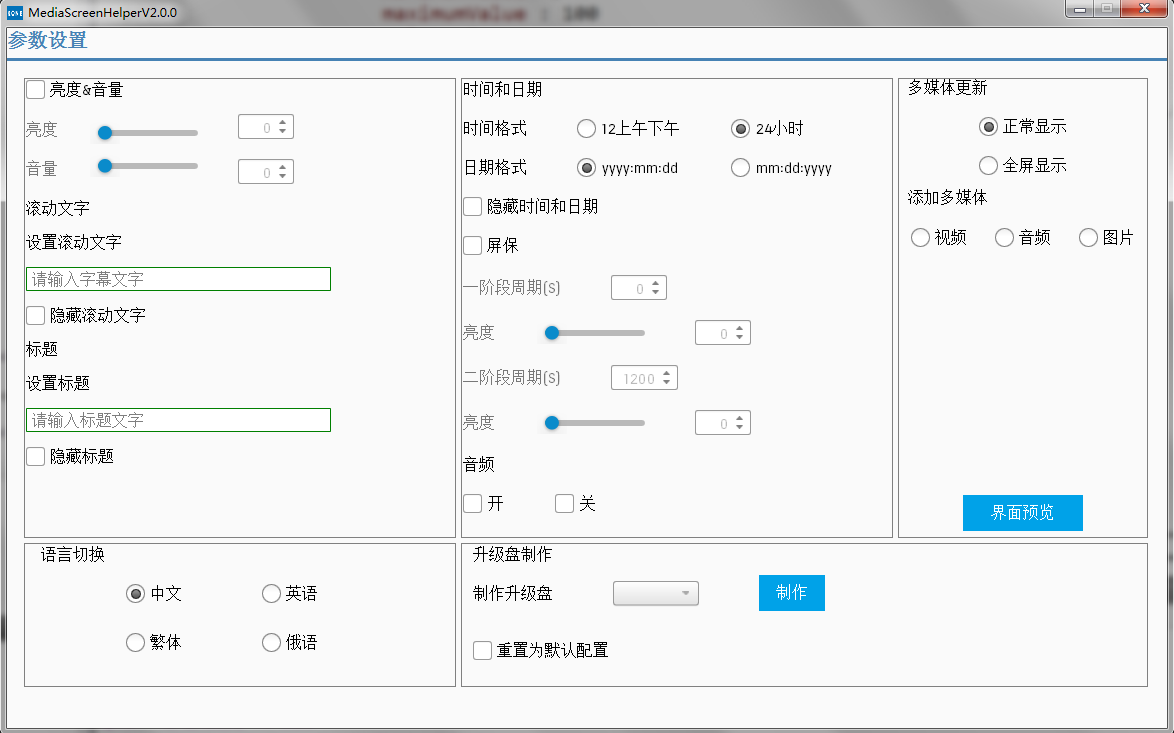 MediaScreenHelperV2.0.0
maximumValue : 100
参数设置
亮度&音量
亮度 0
音量 0
滚动文字
设置滚动文字
请输入字幕文字
隐藏滚动文字
标题
设置标题
请输入标题文字
隐藏标题
时间和日期
时间格式 12上午下午 24小时
日期格式 yyyy:mm:dd mm:dd:yyyy
隐藏时间和日期
屏保
一阶段周期(s) 0
亮度 0
二阶段周期(s) 1200
亮度 0
音频
开 关
多媒体更新
正常显示
全屏显示
添加多媒体
视频 音频 图片
界面预览
语言切换
中文 英语
繁体 俄语
升级盘制作
制作升级盘 制作
重置为默认配置